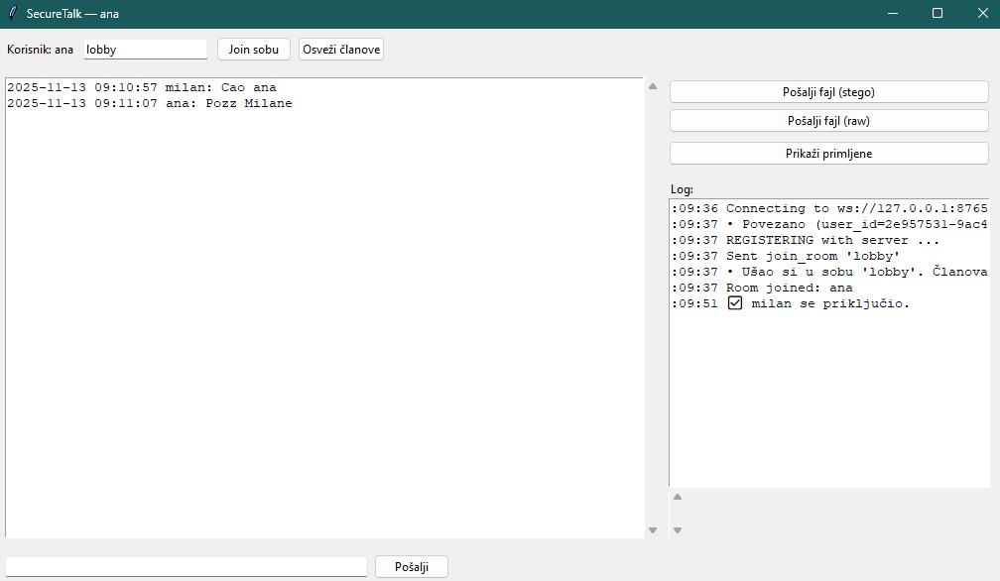 SecureTalk — ana
Korisnik: ana lobby Join sobu Osveži članove
2025-11-13 09:10:57 milan: Cao ana
2025-11-13 09:11:07 ana: Pozz Milane
Pošalji fajl (stego)
Pošalji fajl (raw)
Prikaži primljene
Log:
:09:36 Connecting to ws://127.0.0.1:8765
:09:37 • Povezano (user_id=2e957531-9ac4
:09:37 REGISTERING with server ...
:09:37 Sent join_room 'lobby'
:09:37 • Ušao si u sobu 'lobby'. Članova
:09:37 Room joined: ana
:09:51 ☑ milan se priključio.
Pošalji